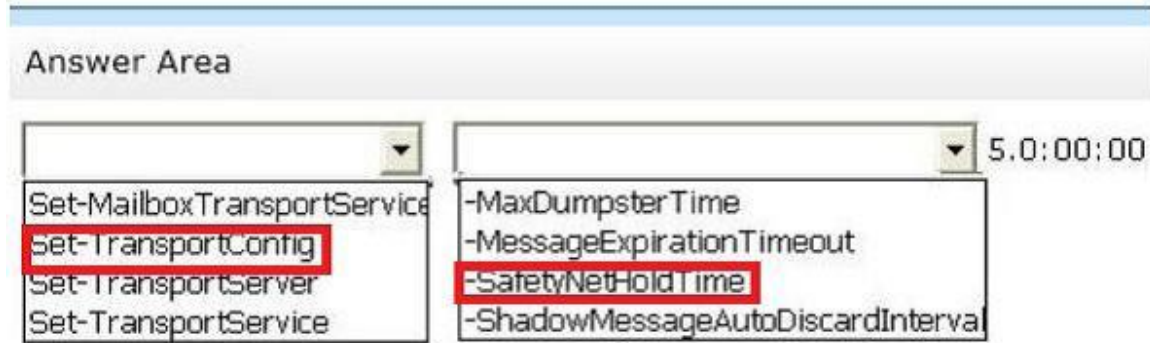 Answer Area
5.0:00:00
Set-MailboxTransportService
Set-TransportConfig
Set-TransportServer
Set-TransportService
-MaxDumpsterTime
-MessageExpirationTimeout
-SafetyNetHoldTime
-ShadowMessageAutoDiscardInterval